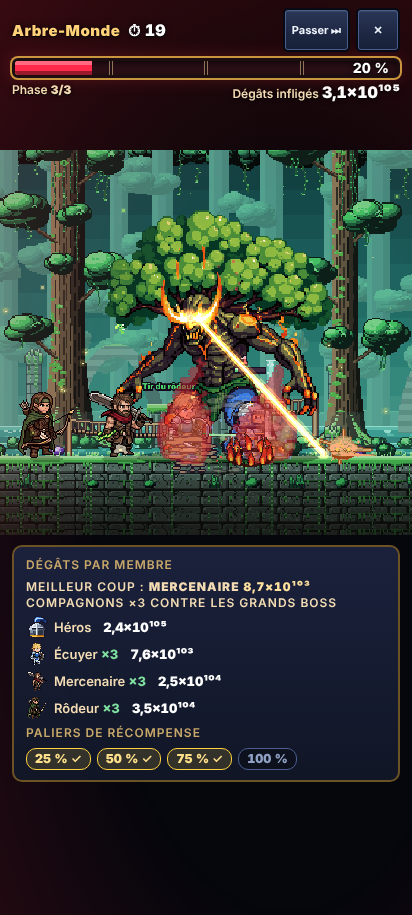 Arbre-Monde ⏱ 19
Passer ⏭
✕
20 %
Phase 3/3
Dégâts infligés 3,1×10¹⁰⁵
Tir du rôdeur
DÉGÂTS PAR MEMBRE
MEILLEUR COUP : MERCENAIRE 8,7×10¹⁰³
COMPAGNONS ×3 CONTRE LES GRANDS BOSS
Héros 2,4×10¹⁰⁵
Écuyer ×3 7,6×10¹⁰³
Mercenaire ×3 2,5×10¹⁰⁴
Rôdeur ×3 3,5×10¹⁰⁴
PALIERS DE RÉCOMPENSE
25 % ✓ 50 % ✓ 75 % ✓ 100 %